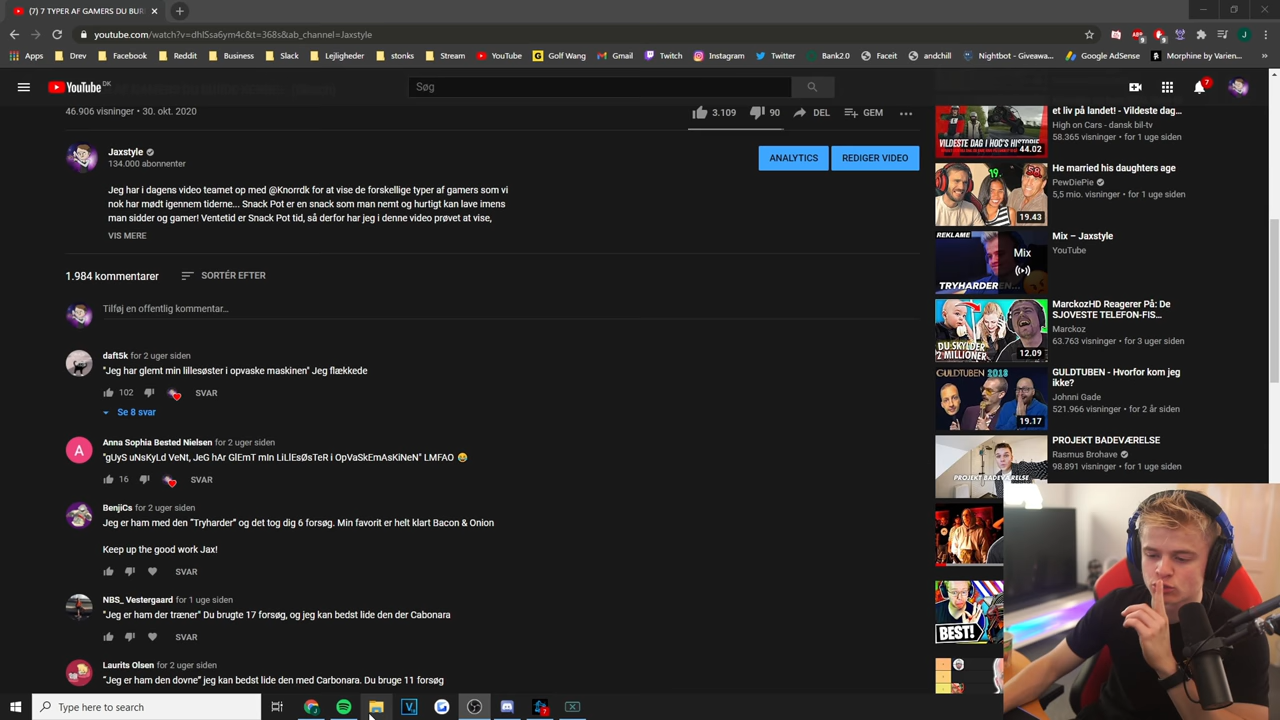 (7) 7 TYPER AF GAMERS DU BUR
youtube.com/watch?v=dhlSsa6ym4c&t=368s&ab_channel=Jaxstyle
Apps Drev Facebook Reddit Business Slack Lejligheder stonks Stream YouTube Golf Wang Gmail Twitch Instagram Twitter Bank2.0 Faceit andchill Nightbot - Giveawa... Google AdSense Morphine by Varien...
YouTube DK
Søg
7
46.906 visninger • 30. okt. 2020
3.109 90 DEL GEM
Jaxstyle
134.000 abonnenter
ANALYTICS REDIGER VIDEO
Jeg har i dagens video teamet op med @Knorrdk for at vise de forskellige typer af gamers som vi
nok har mødt igennem tiderne... Snack Pot er en snack som man nemt og hurtigt kan lave imens
man sidder og gamer! Ventetid er Snack Pot tid, så derfor har jeg i denne video prøvet at vise,
VIS MERE
1.984 kommentarer SORTÉR EFTER
Tilføj en offentlig kommentar...
daft5k for 2 uger siden
"Jeg har glemt min lillesøster i opvaske maskinen" Jeg flækkede
102 SVAR
Se 8 svar
A
Anna Sophia Bested Nielsen for 2 uger siden
"gUyS uNsKyLd VeNt, JeG hAr GlEmT mIn LiLlEsØsTeR i OpVaSkEmAsKiNeN" LMFAO
16 SVAR
BenjiCs for 2 uger siden
Jeg er ham med den "Tryharder" og det tog dig 6 forsøg. Min favorit er helt klart Bacon & Onion
Keep up the good work Jax!
SVAR
NBS_ Vestergaard for 1 uge siden
"Jeg er ham der træner" Du brugte 17 forsøg, og jeg kan bedst lide den der Cabonara
SVAR
Laurits Olsen for 2 uger siden
"Jeg er ham den dovne" jeg kan bedst lide den med Carbonara. Du bruge 11 forsøg
VILDESTE DAG I HOC'S HISTORIE
44.02
et liv på landet! - Vildeste dag...
High on Cars - dansk bil-tv
58.365 visninger • for 1 uge siden
19.
19.43
He married his daughters age
PewDiePie
5,5 mio. visninger • for 1 uge siden
REKLAME
TRYHARDEREN...
Mix
Mix – Jaxstyle
YouTube
DU SKYLDER
2 MILLIONER
12.09
MarckozHD Reagerer På: De
SJOVESTE TELEFON-FIS...
Marckoz
63.763 visninger • for 3 uger siden
GULDTUBEN 2018
19.17
GULDTUBEN - Hvorfor kom jeg
ikke?
Johnni Gade
521.966 visninger • for 2 år siden
PROJEKT BADEVÆRELSE
PROJEKT BADEVÆRELSE
Rasmus Brohave
98.891 visninger • for 1 uge siden
BEST!
Type here to search